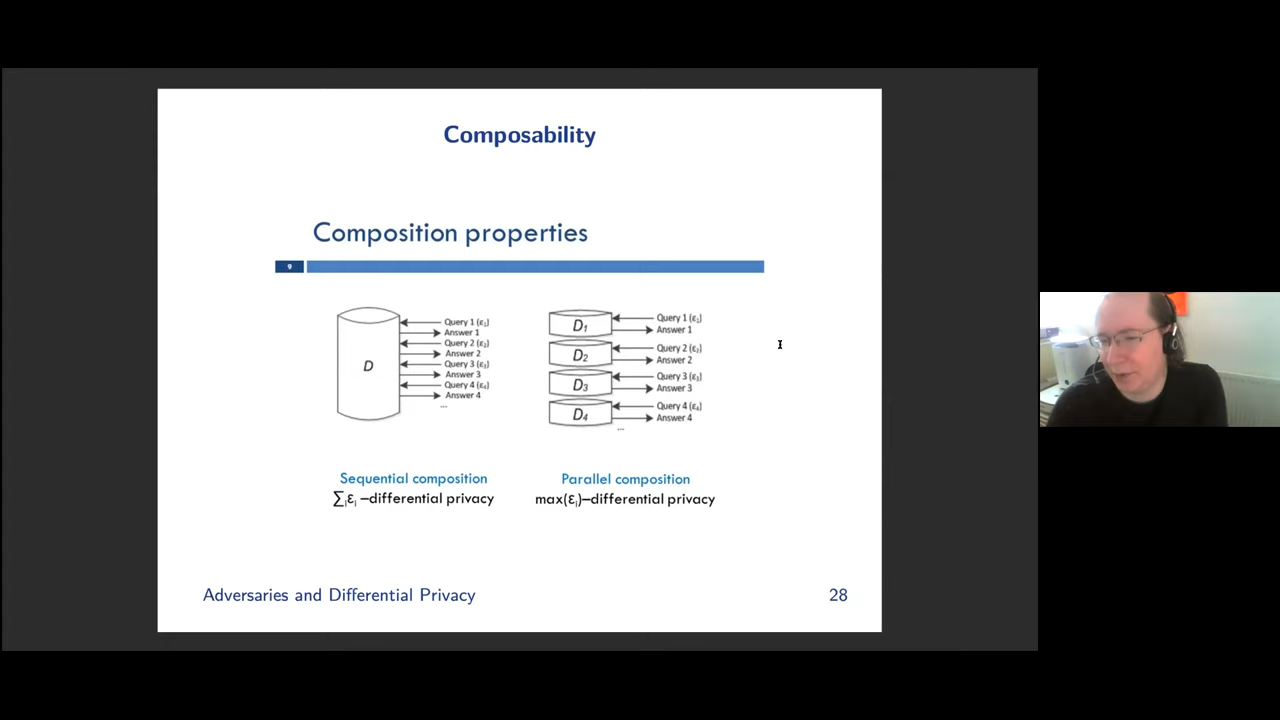 Composability
Composition properties
9
D
Query 1 (ε₁)
Answer 1
Query 2 (ε₂)
Answer 2
Query 3 (ε₃)
Answer 3
Query 4 (ε₄)
Answer 4
...
D₁
Query 1 (ε₁)
Answer 1
D₂
Query 2 (ε₂)
Answer 2
D₃
Query 3 (ε₃)
Answer 3
D₄
Query 4 (ε₄)
Answer 4
...
Sequential composition
∑ᵢεᵢ –differential privacy
Parallel composition
max(εᵢ)–differential privacy
Adversaries and Differential Privacy
28